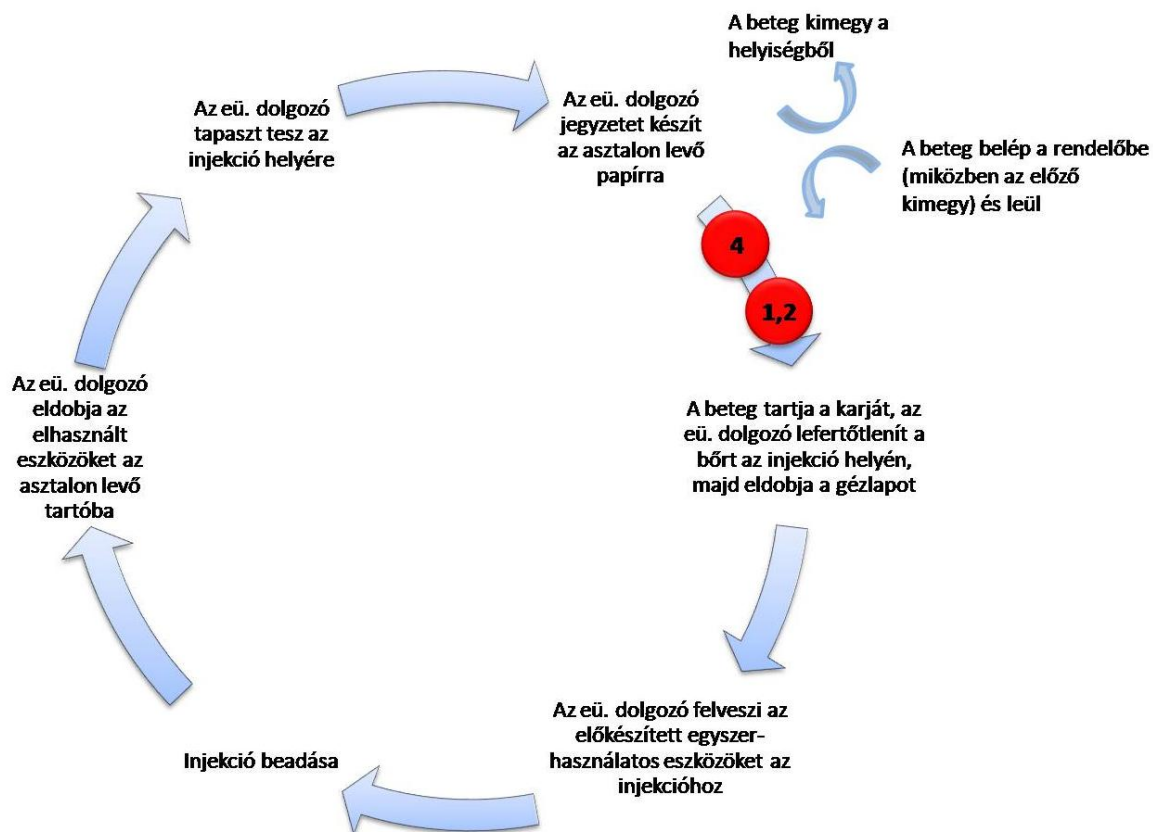 A beteg kimegy a
helyiségből
A beteg belép a rendelőbe
(miközben az előző
kimegy) és leül
4
1,2
A beteg tartja a karját, az
eü. dolgozó lefertőtlenít a
bőrt az injekció helyén,
majd eldobja a gézlapot
Az eü. dolgozó felveszi az
előkészített egyszer-
használatos eszközöket az
injekcióhoz
Injekció beadása
Az eü. dolgozó
eldobja az
elhasznált
eszközöket az
asztalon levő
tartóba
Az eü. dolgozó
tapaszt tesz az
injekció helyére
Az eü. dolgozó
jegyzetet készít
az asztalon levő
papírra